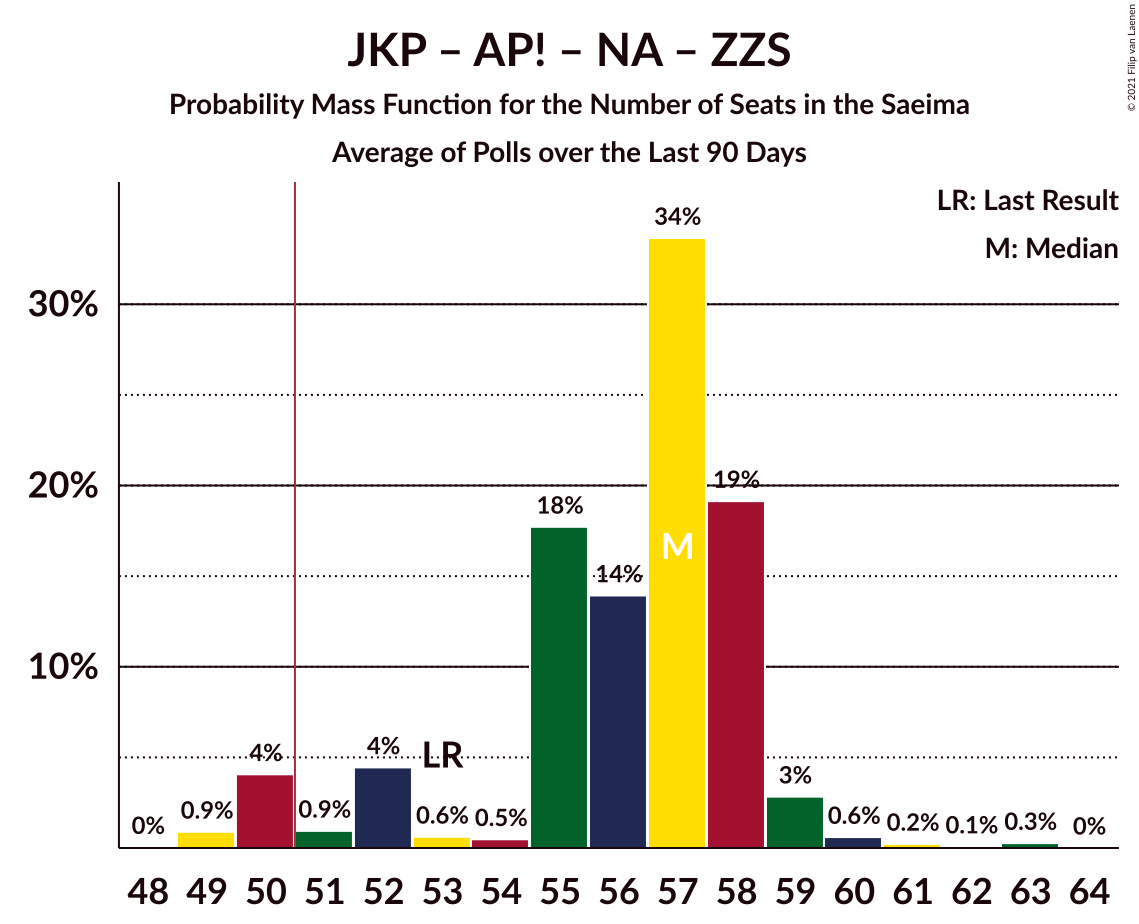 JKP – AP! – NA – ZZS
Probability Mass Function for the Number of Seats in the Saeima
Average of Polls over the Last 90 Days
© 2021 Filip van Laenen
LR: Last Result
M: Median
30%
20%
10%
0%
0.9%
4%
0.9%
4%
LR
0.6%
0.5%
18%
14%
34%
M
19%
3%
0.6%
0.2%
0.1%
0.3%
0%
48 49 50 51 52 53 54 55 56 57 58 59 60 61 62 63 64